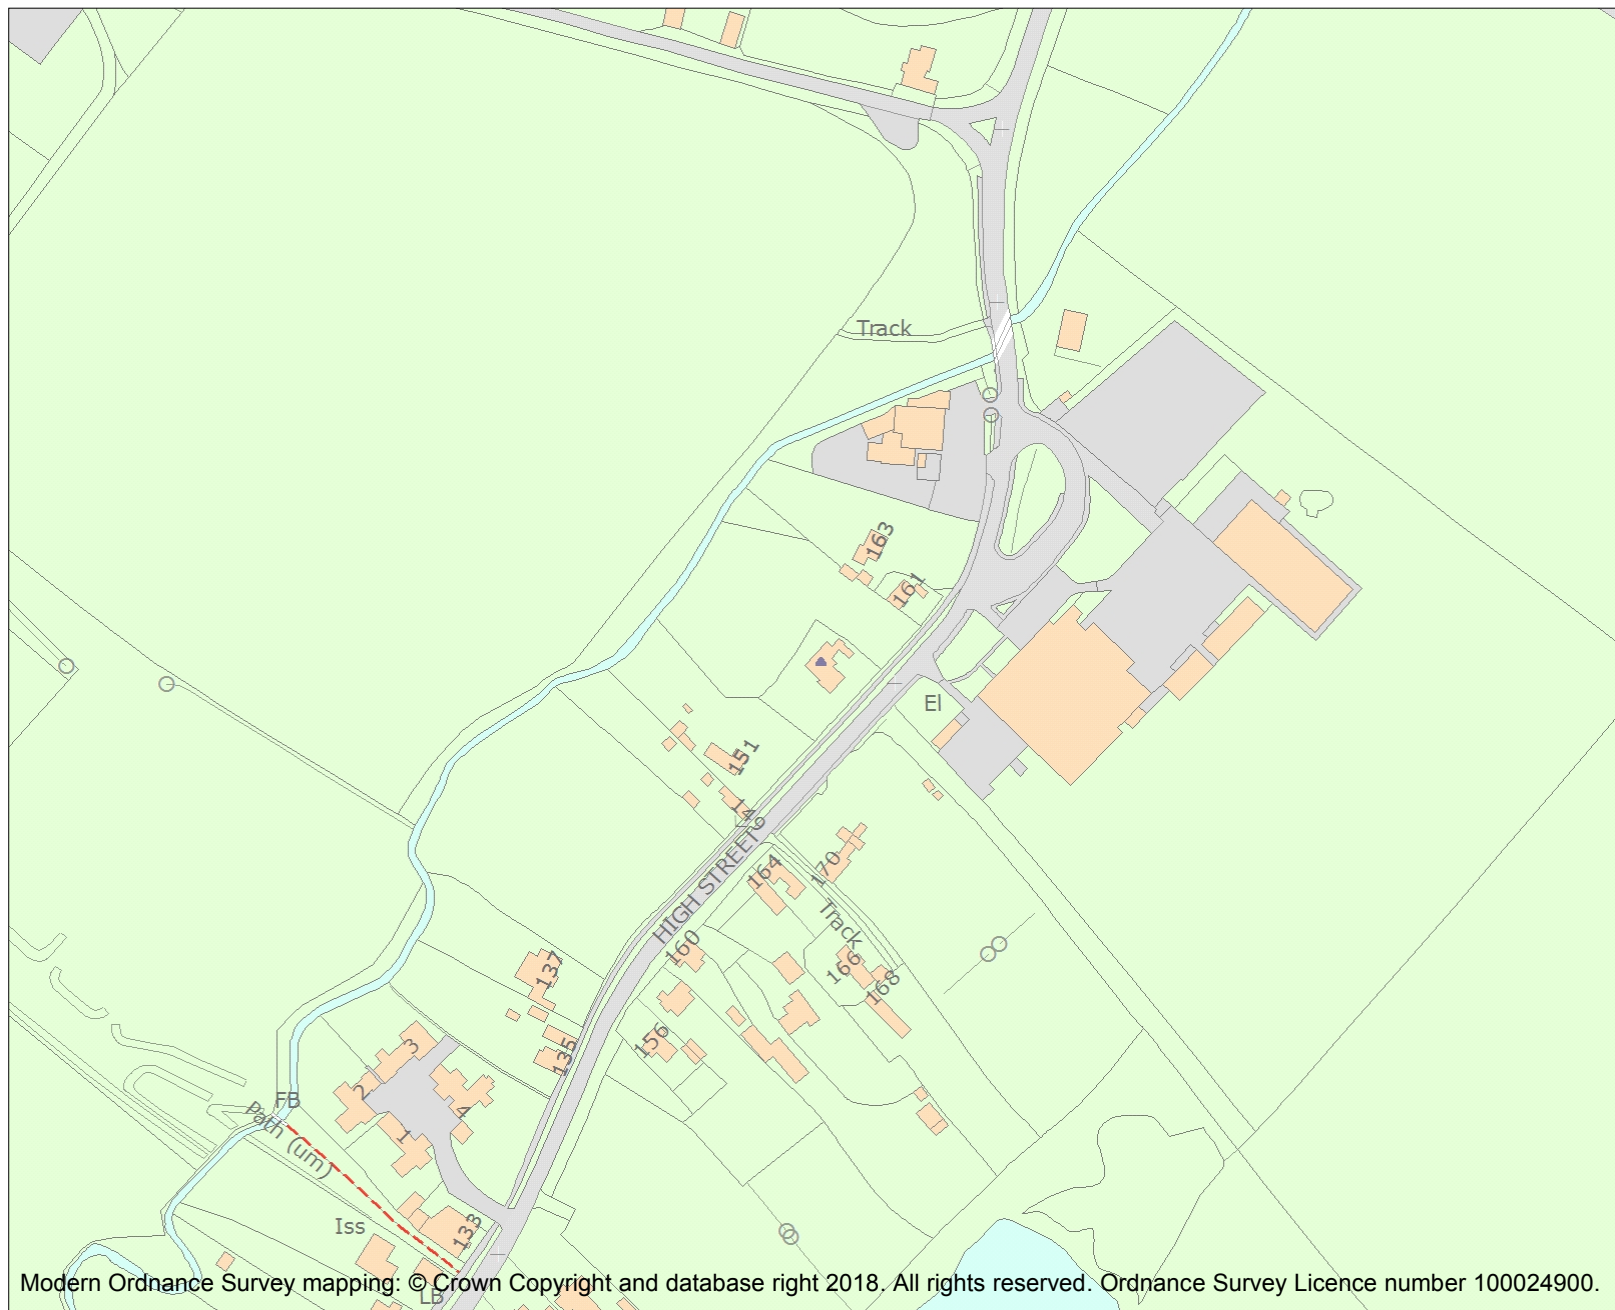 Track
163
161
El
151
149
HIGH STREET
164
170
Track
160
166
168
137
156
135
3
2
FB
4
1
Path (um)
133
Iss
LB
Modern Ordnance Survey mapping: © Crown Copyright and database right 2018. All rights reserved. Ordnance Survey Licence number 100024900.